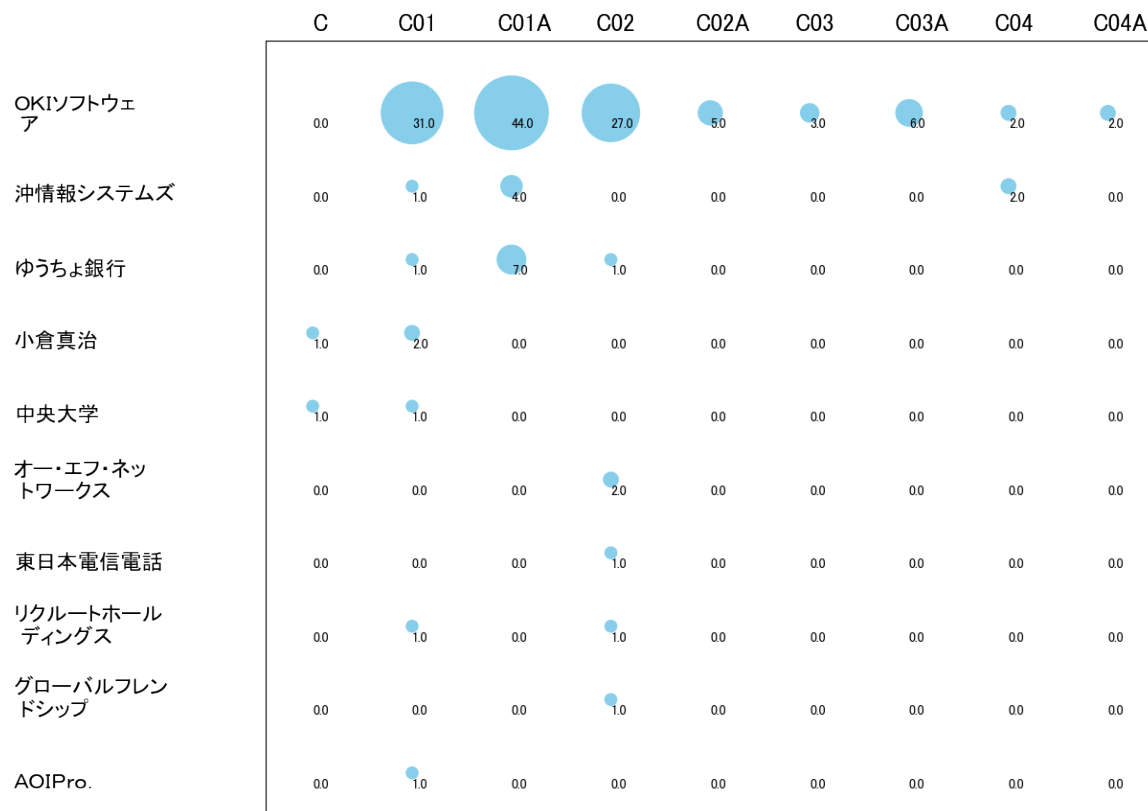 C C01 C01A C02 C02A C03 C03A C04 C04A
OKIソフトウェ
ア
0.0 31.0 44.0 27.0 5.0 3.0 6.0 2.0 2.0
沖情報システムズ 0.0 1.0 4.0 0.0 0.0 0.0 0.0 2.0 0.0
ゆうちょ銀行 0.0 1.0 7.0 1.0 0.0 0.0 0.0 0.0 0.0
小倉真治 1.0 2.0 0.0 0.0 0.0 0.0 0.0 0.0 0.0
中央大学 1.0 1.0 0.0 0.0 0.0 0.0 0.0 0.0 0.0
オー・エフ・ネッ
トワークス
0.0 0.0 0.0 2.0 0.0 0.0 0.0 0.0 0.0
東日本電信電話 0.0 0.0 0.0 1.0 0.0 0.0 0.0 0.0 0.0
リクルートホール
ディングス
0.0 1.0 0.0 1.0 0.0 0.0 0.0 0.0 0.0
グローバルフレン
ドシップ
0.0 0.0 0.0 1.0 0.0 0.0 0.0 0.0 0.0
AOIPro. 0.0 1.0 0.0 0.0 0.0 0.0 0.0 0.0 0.0